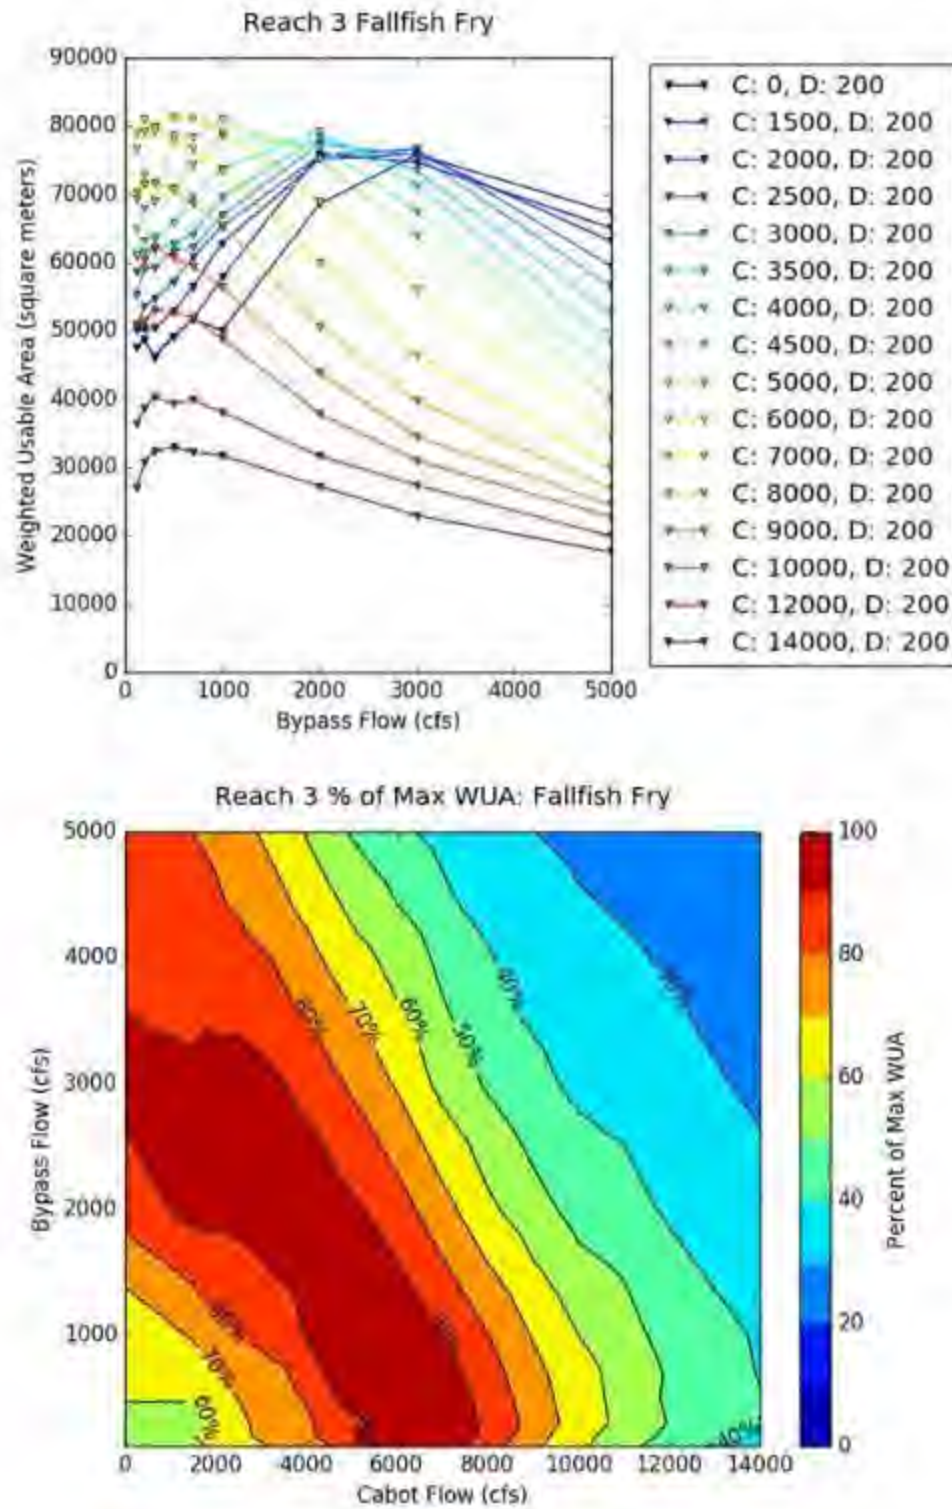 Reach 3 Fallfish Fry
90000
80000
70000
60000
50000
40000
30000
20000
10000
0
Weighted Usable Area (square meters)
0 1000 2000 3000 4000 5000
Bypass Flow (cfs)
C: 0, D: 200
C: 1500, D: 200
C: 2000, D: 200
C: 2500, D: 200
C: 3000, D: 200
C: 3500, D: 200
C: 4000, D: 200
C: 4500, D: 200
C: 5000, D: 200
C: 6000, D: 200
C: 7000, D: 200
C: 8000, D: 200
C: 9000, D: 200
C: 10000, D: 200
C: 12000, D: 200
C: 14000, D: 200
Reach 3 % of Max WUA: Fallfish Fry
5000
4000
3000
2000
1000
Bypass Flow (cfs)
40%
80%
70%
60%
50%
70%
60%
40%
0 2000 4000 6000 8000 10000 12000 14000
Cabot Flow (cfs)
100
80
60
40
20
0
Percent of Max WUA